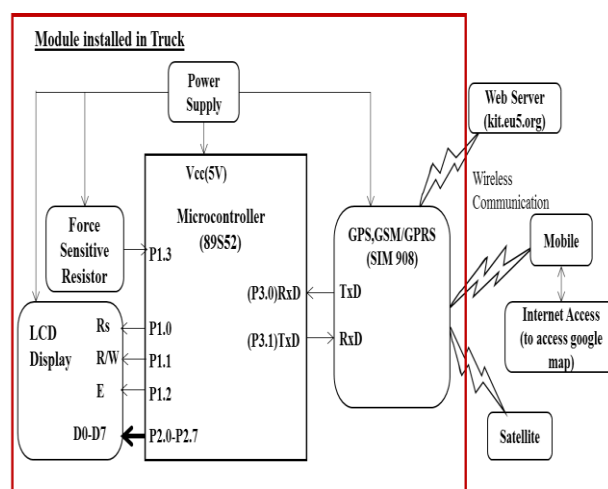 Module installed in Truck
Power
Supply
Web Server
(kit.eu5.org)
Wireless
Communication
Vcc(5V)
Microcontroller
(89S52)
Force
Sensitive
Resistor
P1.3
GPS,GSM/GPRS
(SIM 908)
Mobile
(P3.0)RxD
TxD
(P3.1)TxD
RxD
Internet Access
(to access google
map)
LCD
Display
Rs
P1.0
R/W
P1.1
E
P1.2
D0-D7
P2.0-P2.7
Satellite